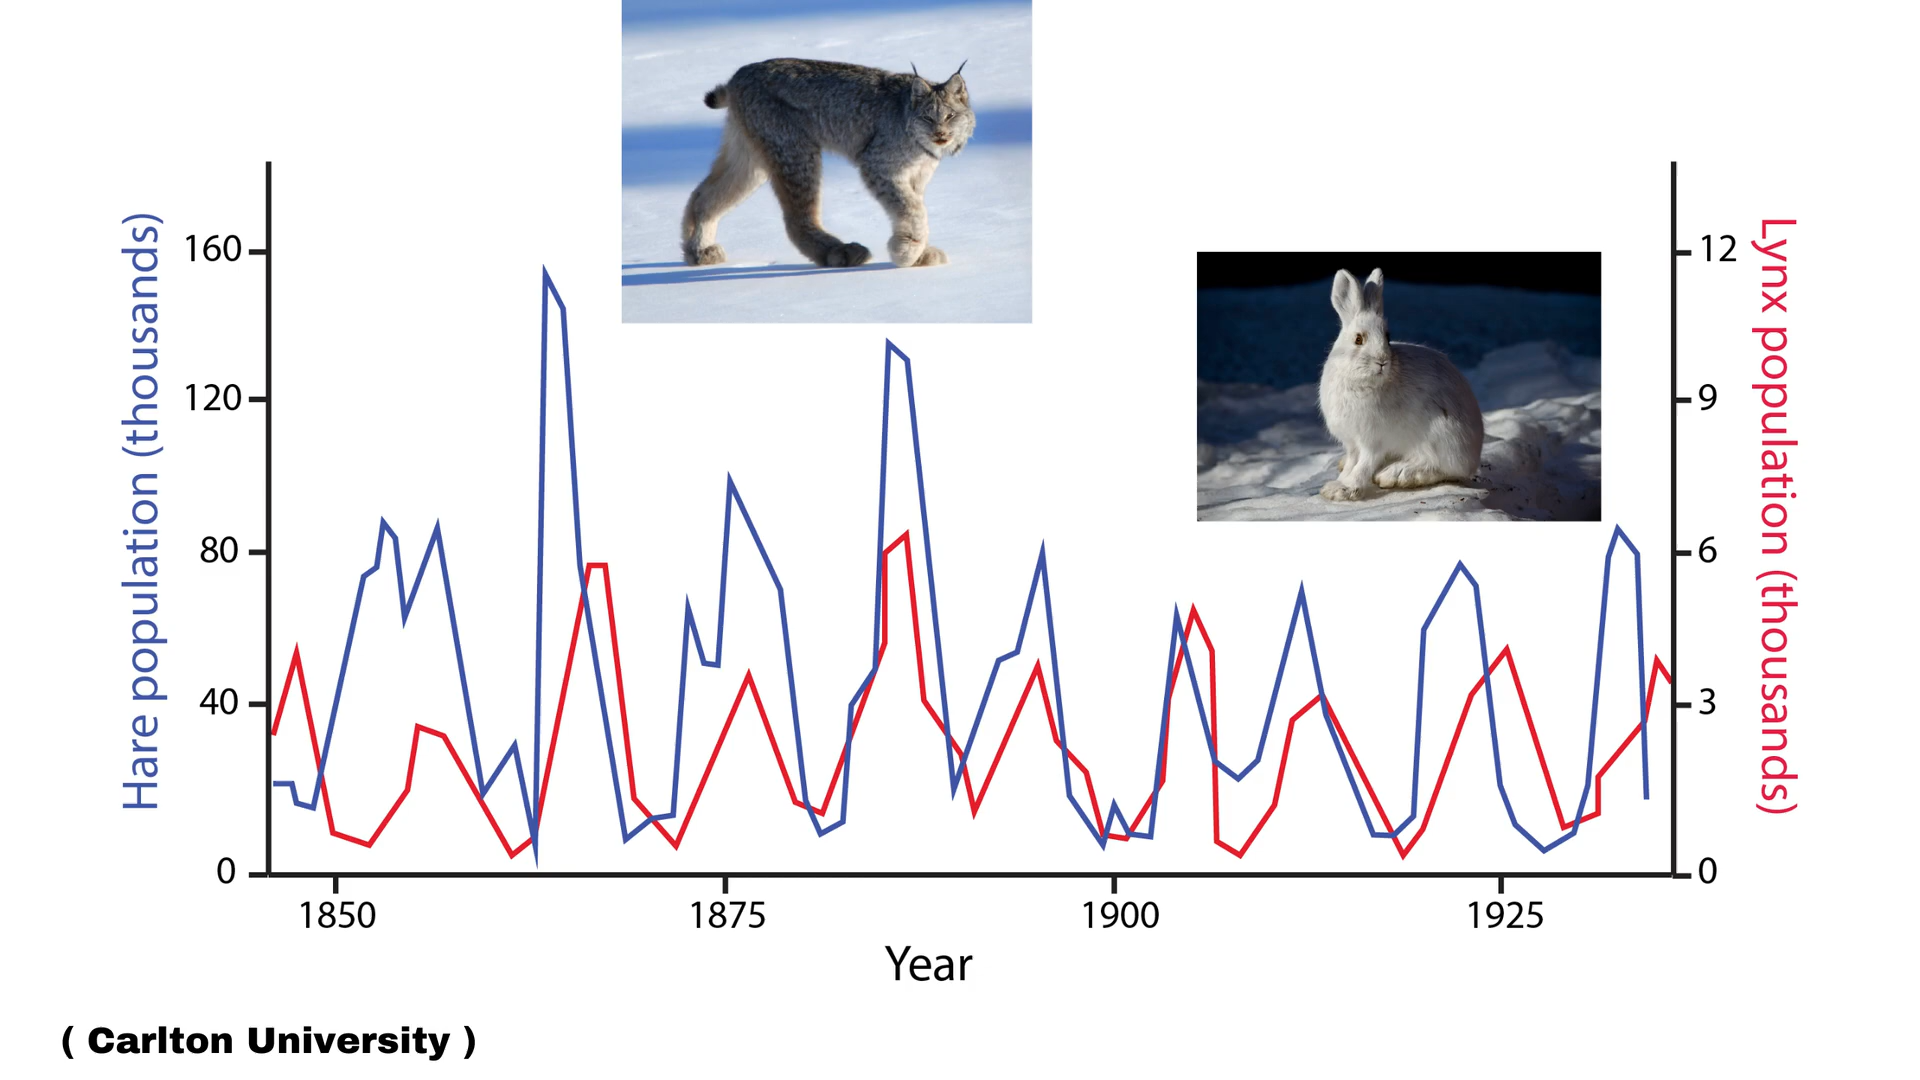 Hare population (thousands)
160
120
80
40
0
12
9
6
3
0
Lynx population (thousands)
1850 1875 1900 1925
Year
( Carlton University )